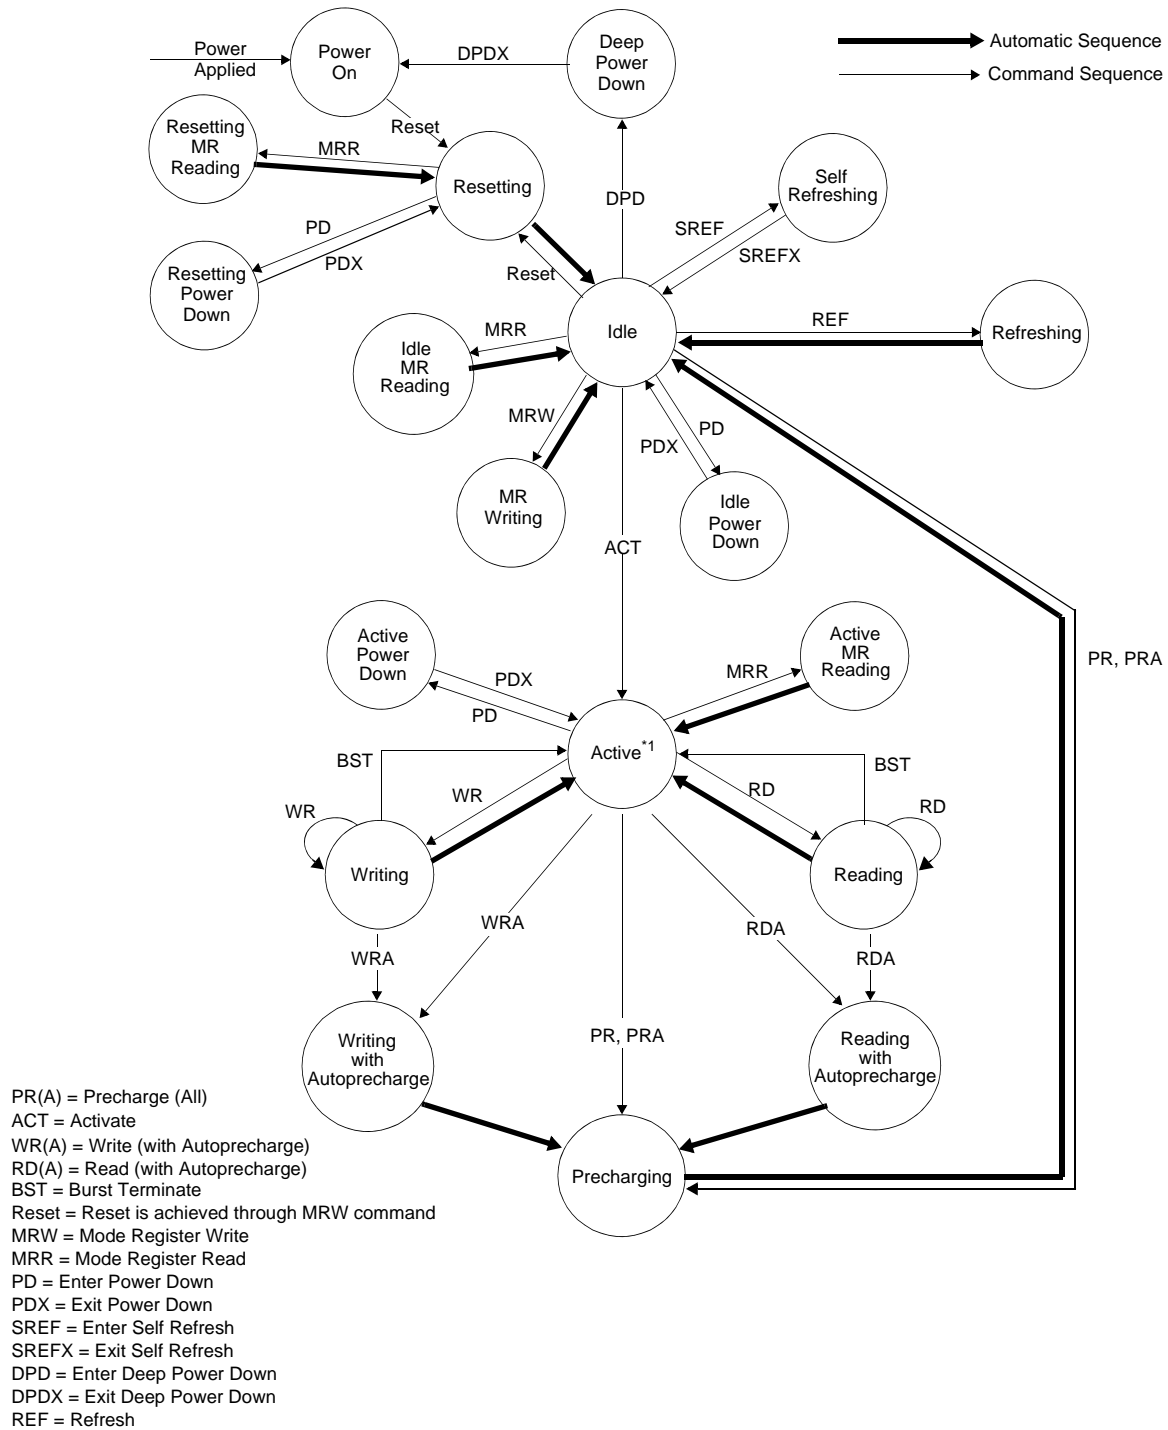 Power
Applied
Power
On
DPDX
Deep
Power
Down
Automatic Sequence
Command Sequence
Reset
Resetting
MR
Reading
MRR
Resetting
PD
PDX
Resetting
Power
Down
DPD
Self
Refreshing
SREF
SREFX
Reset
Idle
REF
Refreshing
MRR
Idle
MR
Reading
MRW
MR
Writing
PD
PDX
Idle
Power
Down
ACT
PR, PRA
Active
Power
Down
PDX
PD
Active
MR
Reading
MRR
Active*1
BST
BST
WR
WR
RD
RD
Writing
Reading
WRA
WRA
RDA
RDA
Writing
with
Autoprecharge
PR, PRA
Reading
with
Autoprecharge
Precharging
PR(A) = Precharge (All)
ACT = Activate
WR(A) = Write (with Autoprecharge)
RD(A) = Read (with Autoprecharge)
BST = Burst Terminate
Reset = Reset is achieved through MRW command
MRW = Mode Register Write
MRR = Mode Register Read
PD = Enter Power Down
PDX = Exit Power Down
SREF = Enter Self Refresh
SREFX = Exit Self Refresh
DPD = Enter Deep Power Down
DPDX = Exit Deep Power Down
REF = Refresh